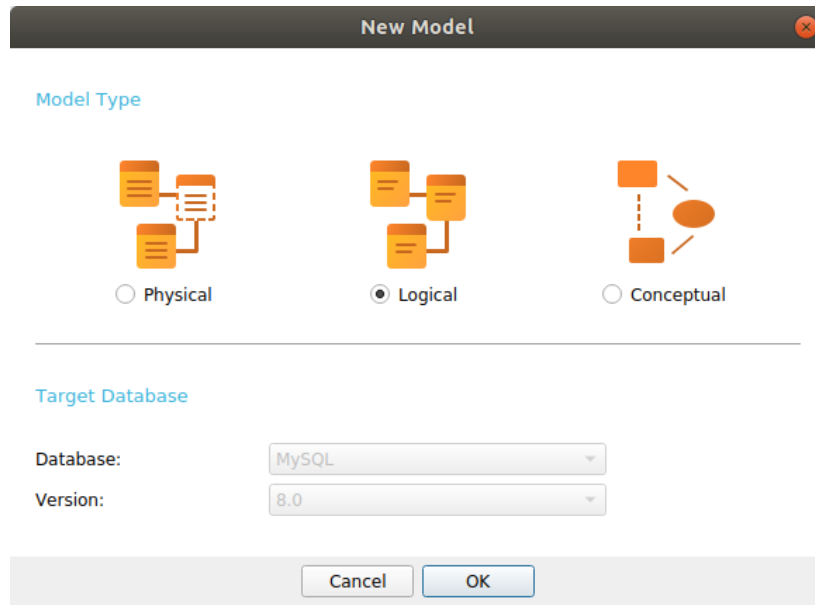 New Model
Model Type
Physical
Logical
Conceptual
Target Database
Database:
MySQL
Version:
8.0
Cancel
OK